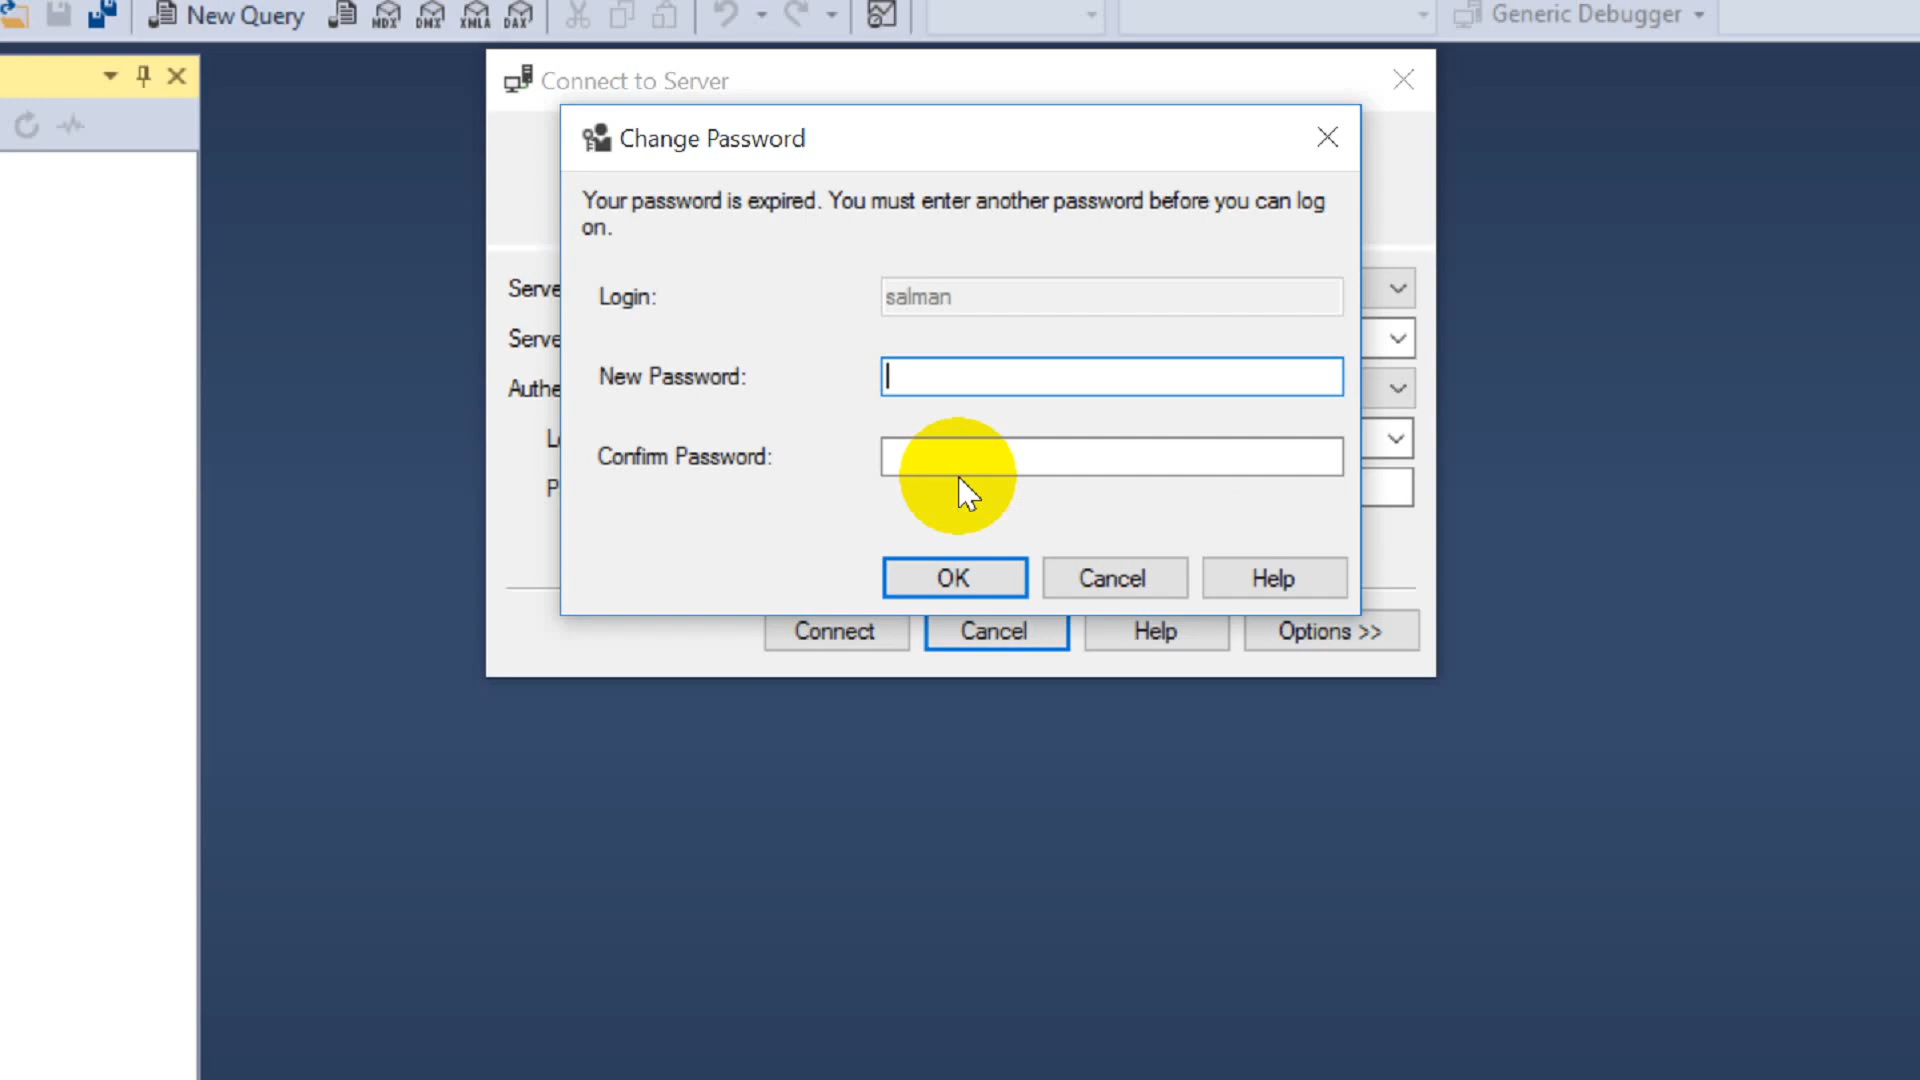 New Query
MDX DMX XMLA DAX
Generic Debugger
Connect to Server
Change Password
Your password is expired. You must enter another password before you can log
on.
Login:
salman
New Password:
Confirm Password:
OK
Cancel
Help
Serve
Serve
Authe
L
P
Connect
Cancel
Help
Options >>